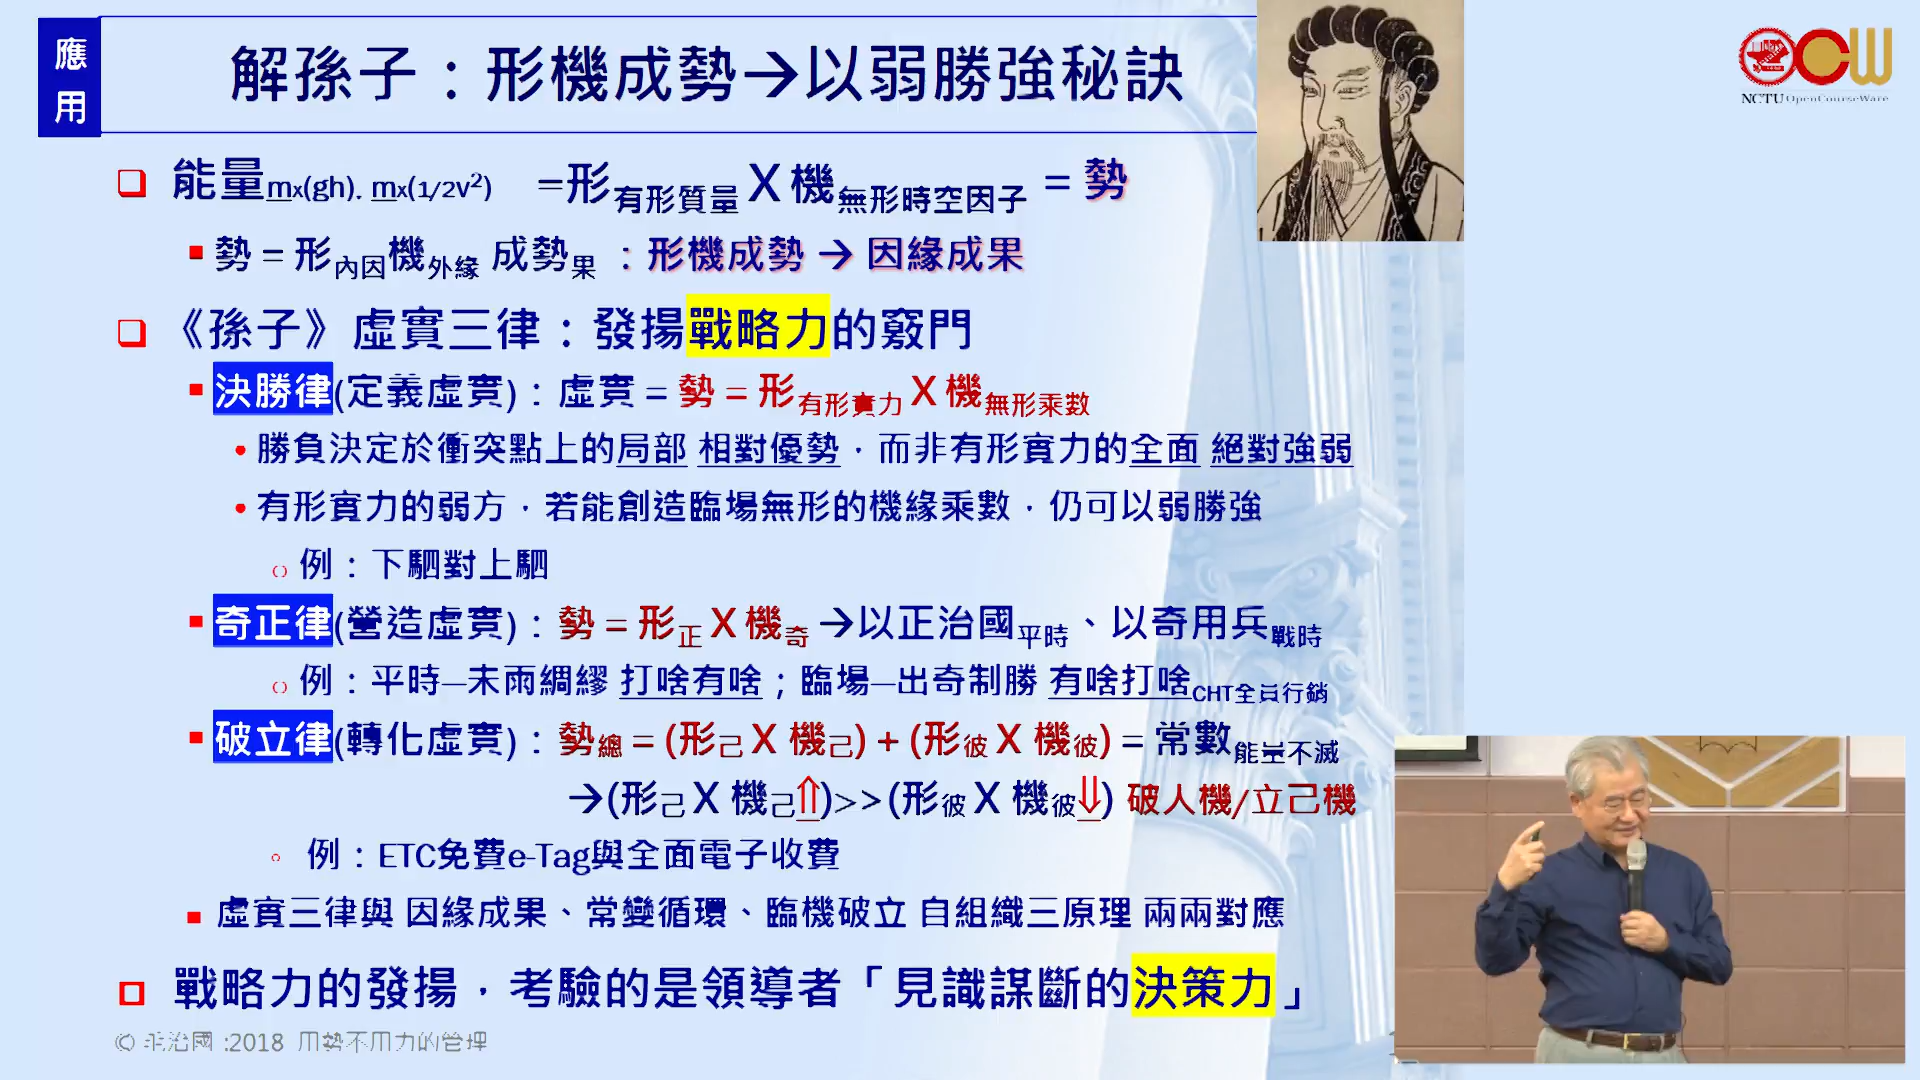 應用
解孫子：形機成勢→以弱勝強秘訣
NCTU OpenCourseWare
❑ 能量mx(gh), mx(1/2v²) =形有形質量 X 機無形時空因子 = 勢
▪ 勢 = 形內因機外緣 成勢果 ：形機成勢 → 因緣成果
❑ 《孫子》虛實三律：發揚戰略力的竅門
▪ 決勝律(定義虛實)：虛實 = 勢 = 形有形實力 X 機無形乘數
• 勝負決定於衝突點上的局部 相對優勢，而非有形實力的全面 絕對強弱
• 有形實力的弱方，若能創造臨場無形的機緣乘數，仍可以弱勝強
○ 例：下駟對上駟
▪ 奇正律(營造虛實)：勢 = 形正 X 機奇 →以正治國平時、以奇用兵戰時
○ 例：平時—未雨綢繆 打啥有啥；臨場—出奇制勝 有啥打啥CHT全員行銷
▪ 破立律(轉化虛實)：勢總 = (形己 X 機己) + (形彼 X 機彼) = 常數能量不滅
→(形己 X 機己⇑)>>(形彼 X 機彼⇓) 破人機/立己機
○ 例：ETC免費e-Tag與全面電子收費
▪ 虛實三律與 因緣成果、常變循環、臨機破立 自組織三原理 兩兩對應
❑ 戰略力的發揚，考驗的是領導者「見識謀斷的決策力」
© 毛治國 :2018 用勢不用力的管理